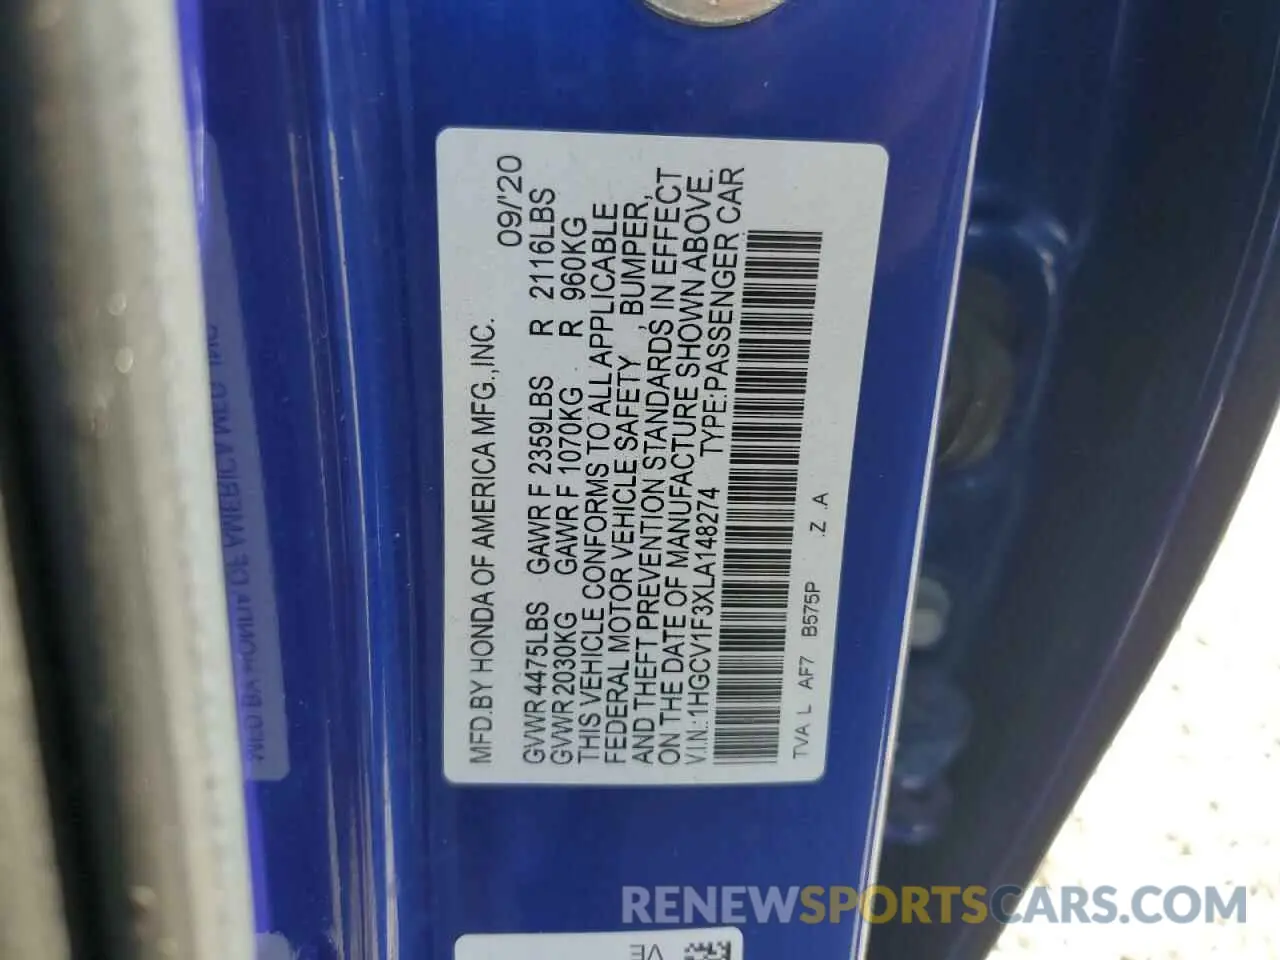 MFD.BY HONDA OF AMERICA MFG.,INC. 09/'20
GVWR 4475LBS GAWR F 2359LBS R 2116LBS
GVWR 2030KG GAWR F 1070KG R 960KG
THIS VEHICLE CONFORMS TO ALL APPLICABLE
FEDERAL MOTOR VEHICLE SAFETY , BUMPER,
AND THEFT PREVENTION STANDARDS IN EFFECT
ON THE DATE OF MANUFACTURE SHOWN ABOVE.
V.I.N.:1HGCV1F3XLA148274 TYPE:PASSENGER CAR
TVA L AF7 B575P .Z .A
VE
RENEWSPORTSCARS.COM